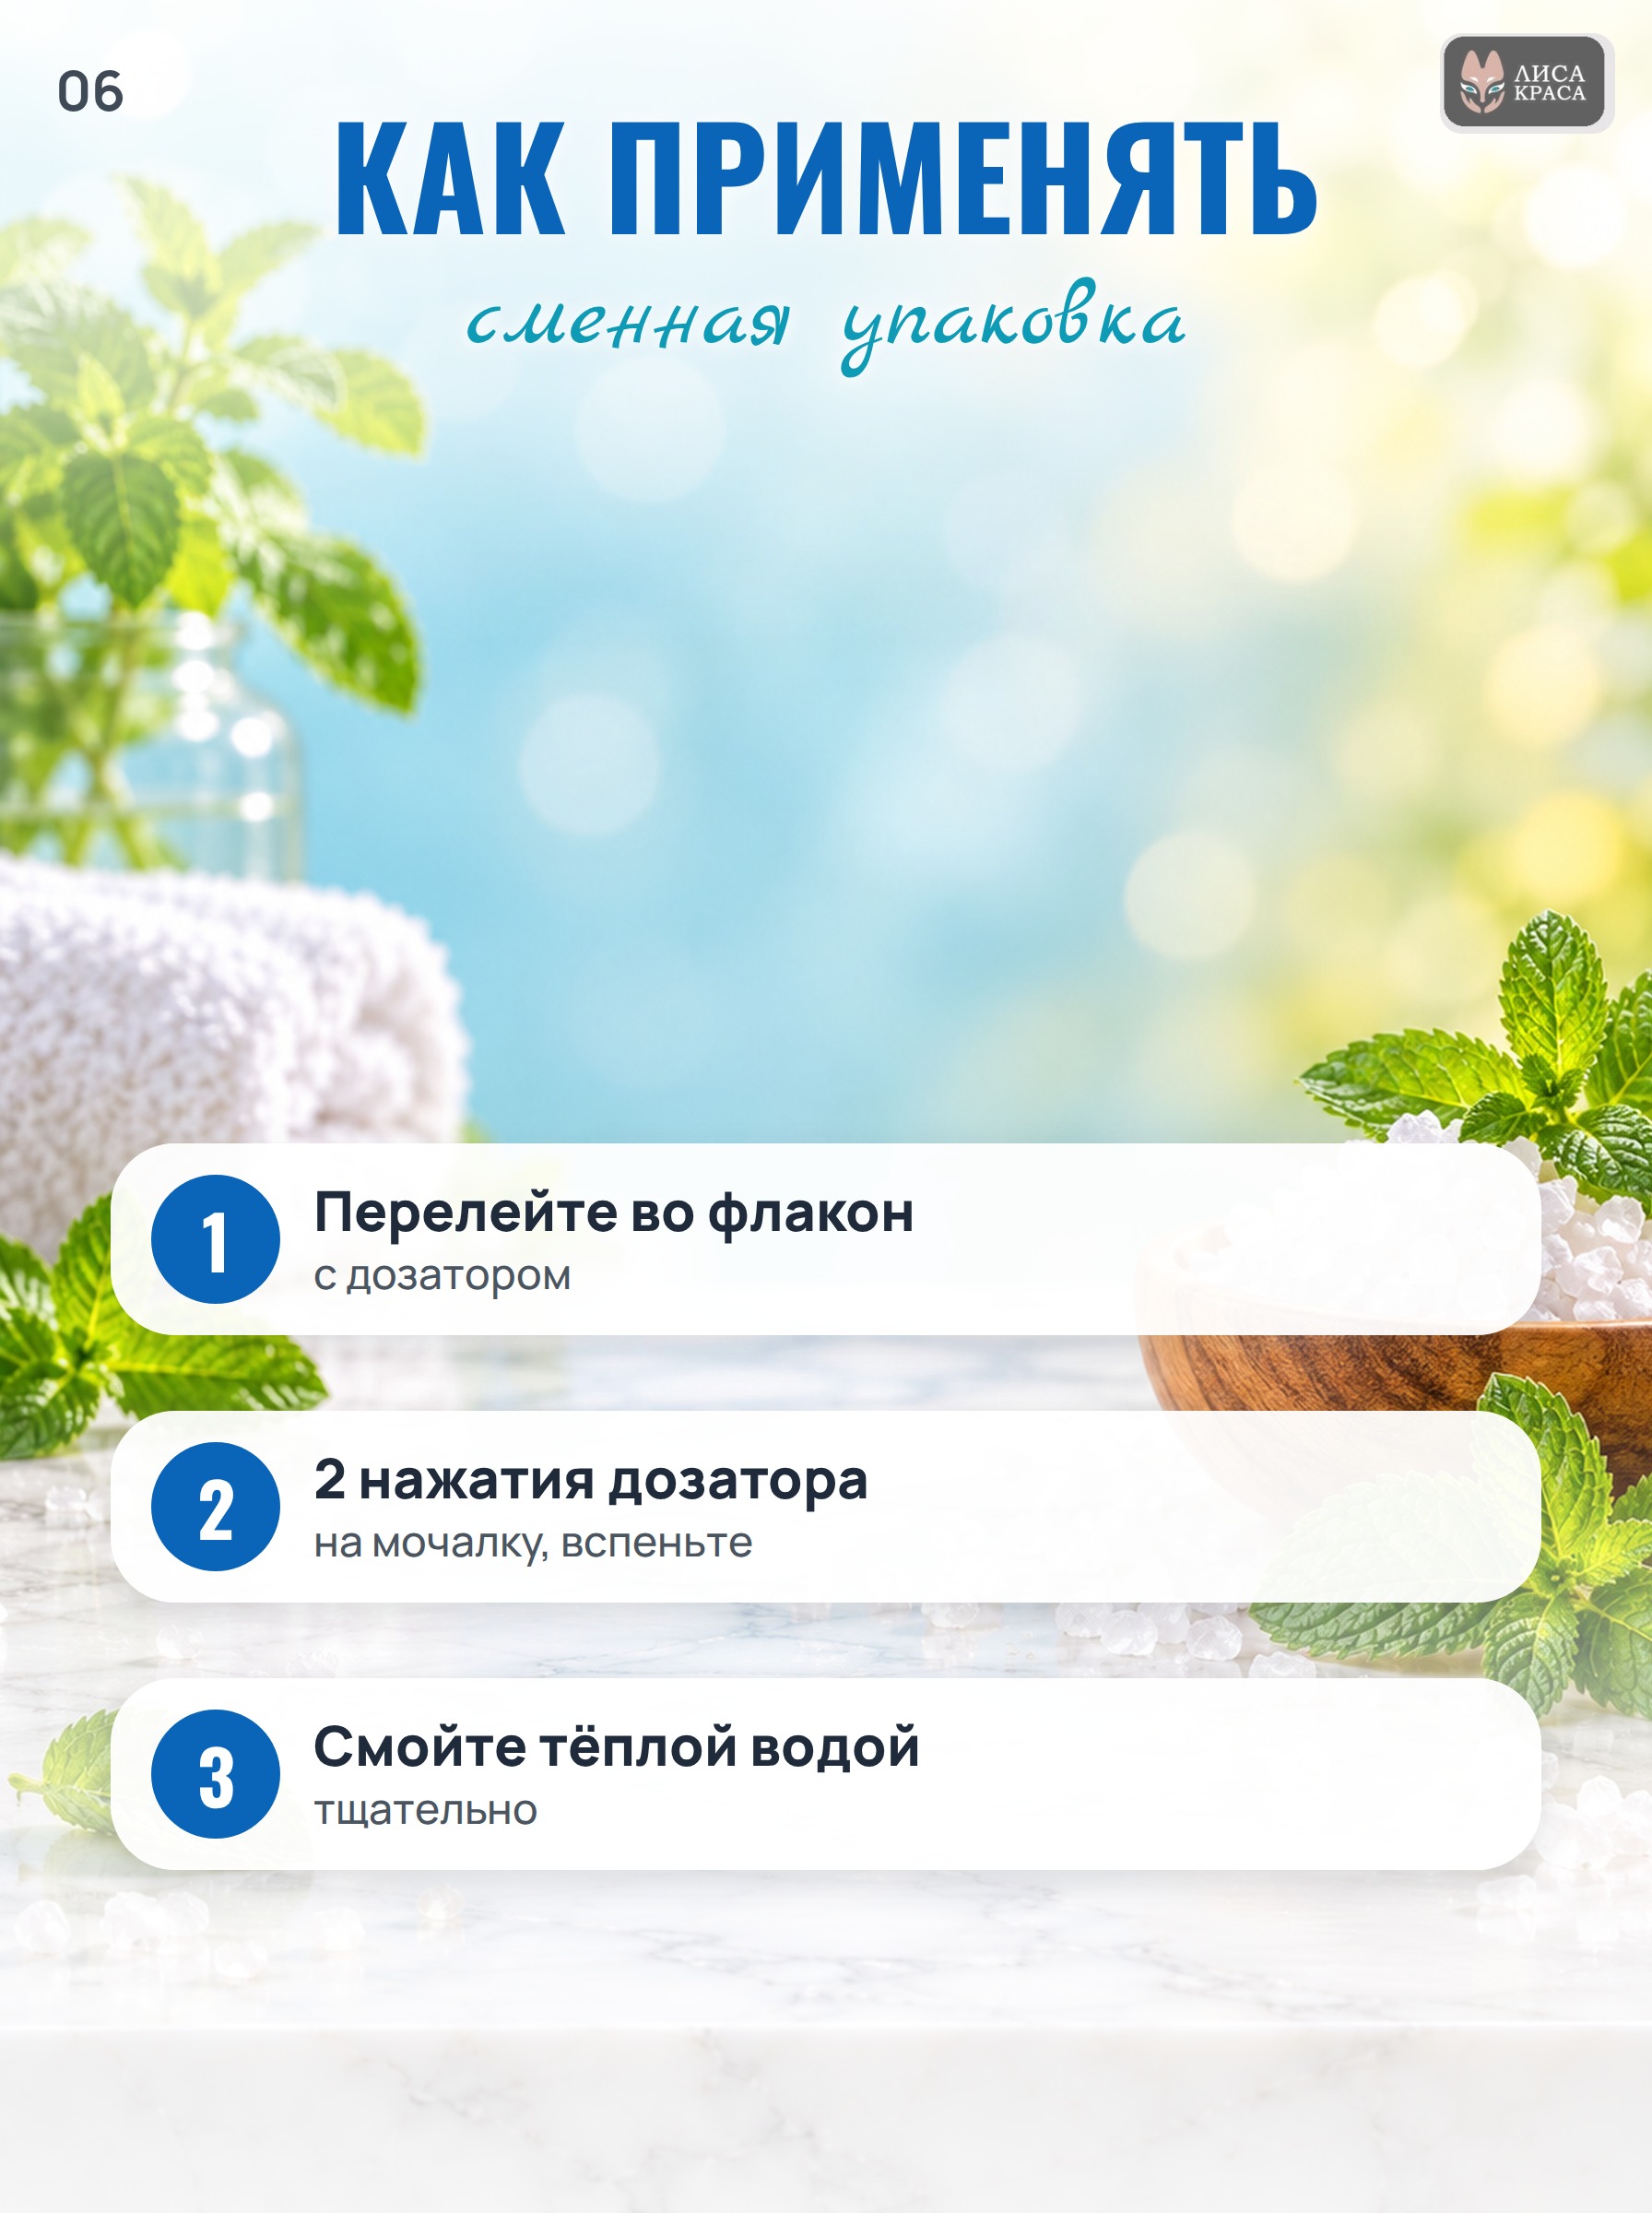 06
ЛИСА
КРАСА
КАК ПРИМЕНЯТЬ
сменная упаковка
1
Перелейте во флакон
с дозатором
2
2 нажатия дозатора
на мочалку, вспеньте
3
Смойте тёплой водой
тщательно